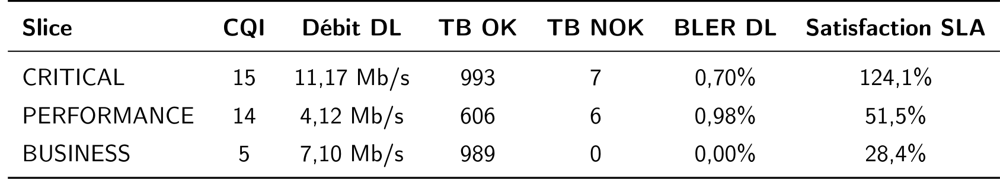 Slice CQI Débit DL TB OK TB NOK BLER DL Satisfaction SLA
CRITICAL 15 11,17 Mb/s 993 7 0,70% 124,1%
PERFORMANCE 14 4,12 Mb/s 606 6 0,98% 51,5%
BUSINESS 5 7,10 Mb/s 989 0 0,00% 28,4%